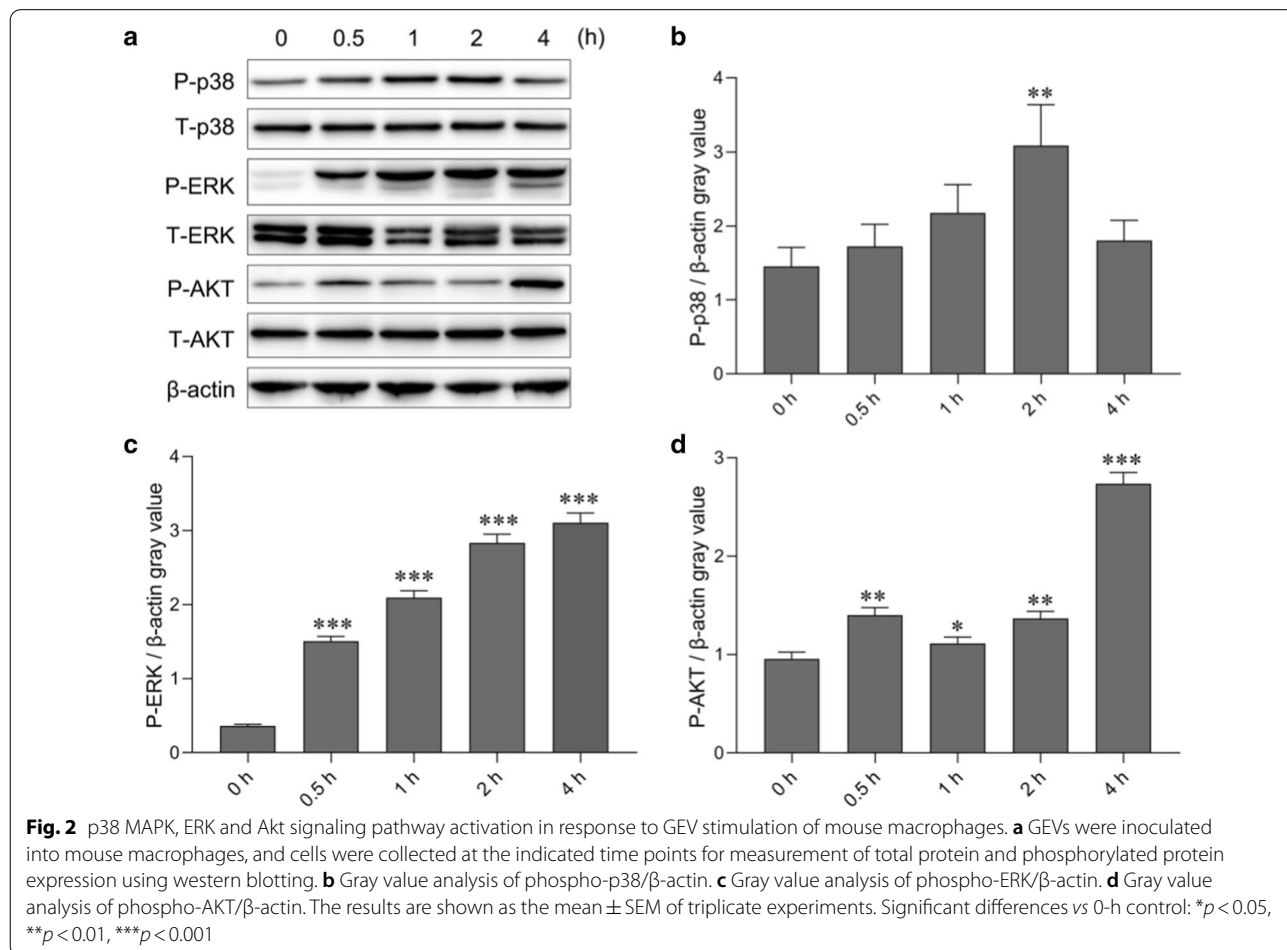 a
0 0.5 1 2 4 (h)
P-p38
T-p38
P-ERK
T-ERK
P-AKT
T-AKT
β-actin
b
P-p38 / β-actin gray value
4
3
2
1
0
**
0 h 0.5 h 1 h 2 h 4 h
c
P-ERK / β-actin gray value
4
3
2
1
0
*** *** *** ***
0 h 0.5 h 1 h 2 h 4 h
d
P-AKT / β-actin gray value
3
2
1
0
** * ** ***
0 h 0.5 h 1 h 2 h 4 h
Fig. 2 p38 MAPK, ERK and Akt signaling pathway activation in response to GEV stimulation of mouse macrophages. a GEVs were inoculated
into mouse macrophages, and cells were collected at the indicated time points for measurement of total protein and phosphorylated protein
expression using western blotting. b Gray value analysis of phospho-p38/β-actin. c Gray value analysis of phospho-ERK/β-actin. d Gray value
analysis of phospho-AKT/β-actin. The results are shown as the mean ± SEM of triplicate experiments. Significant differences vs 0-h control: *p < 0.05,
**p < 0.01, ***p < 0.001